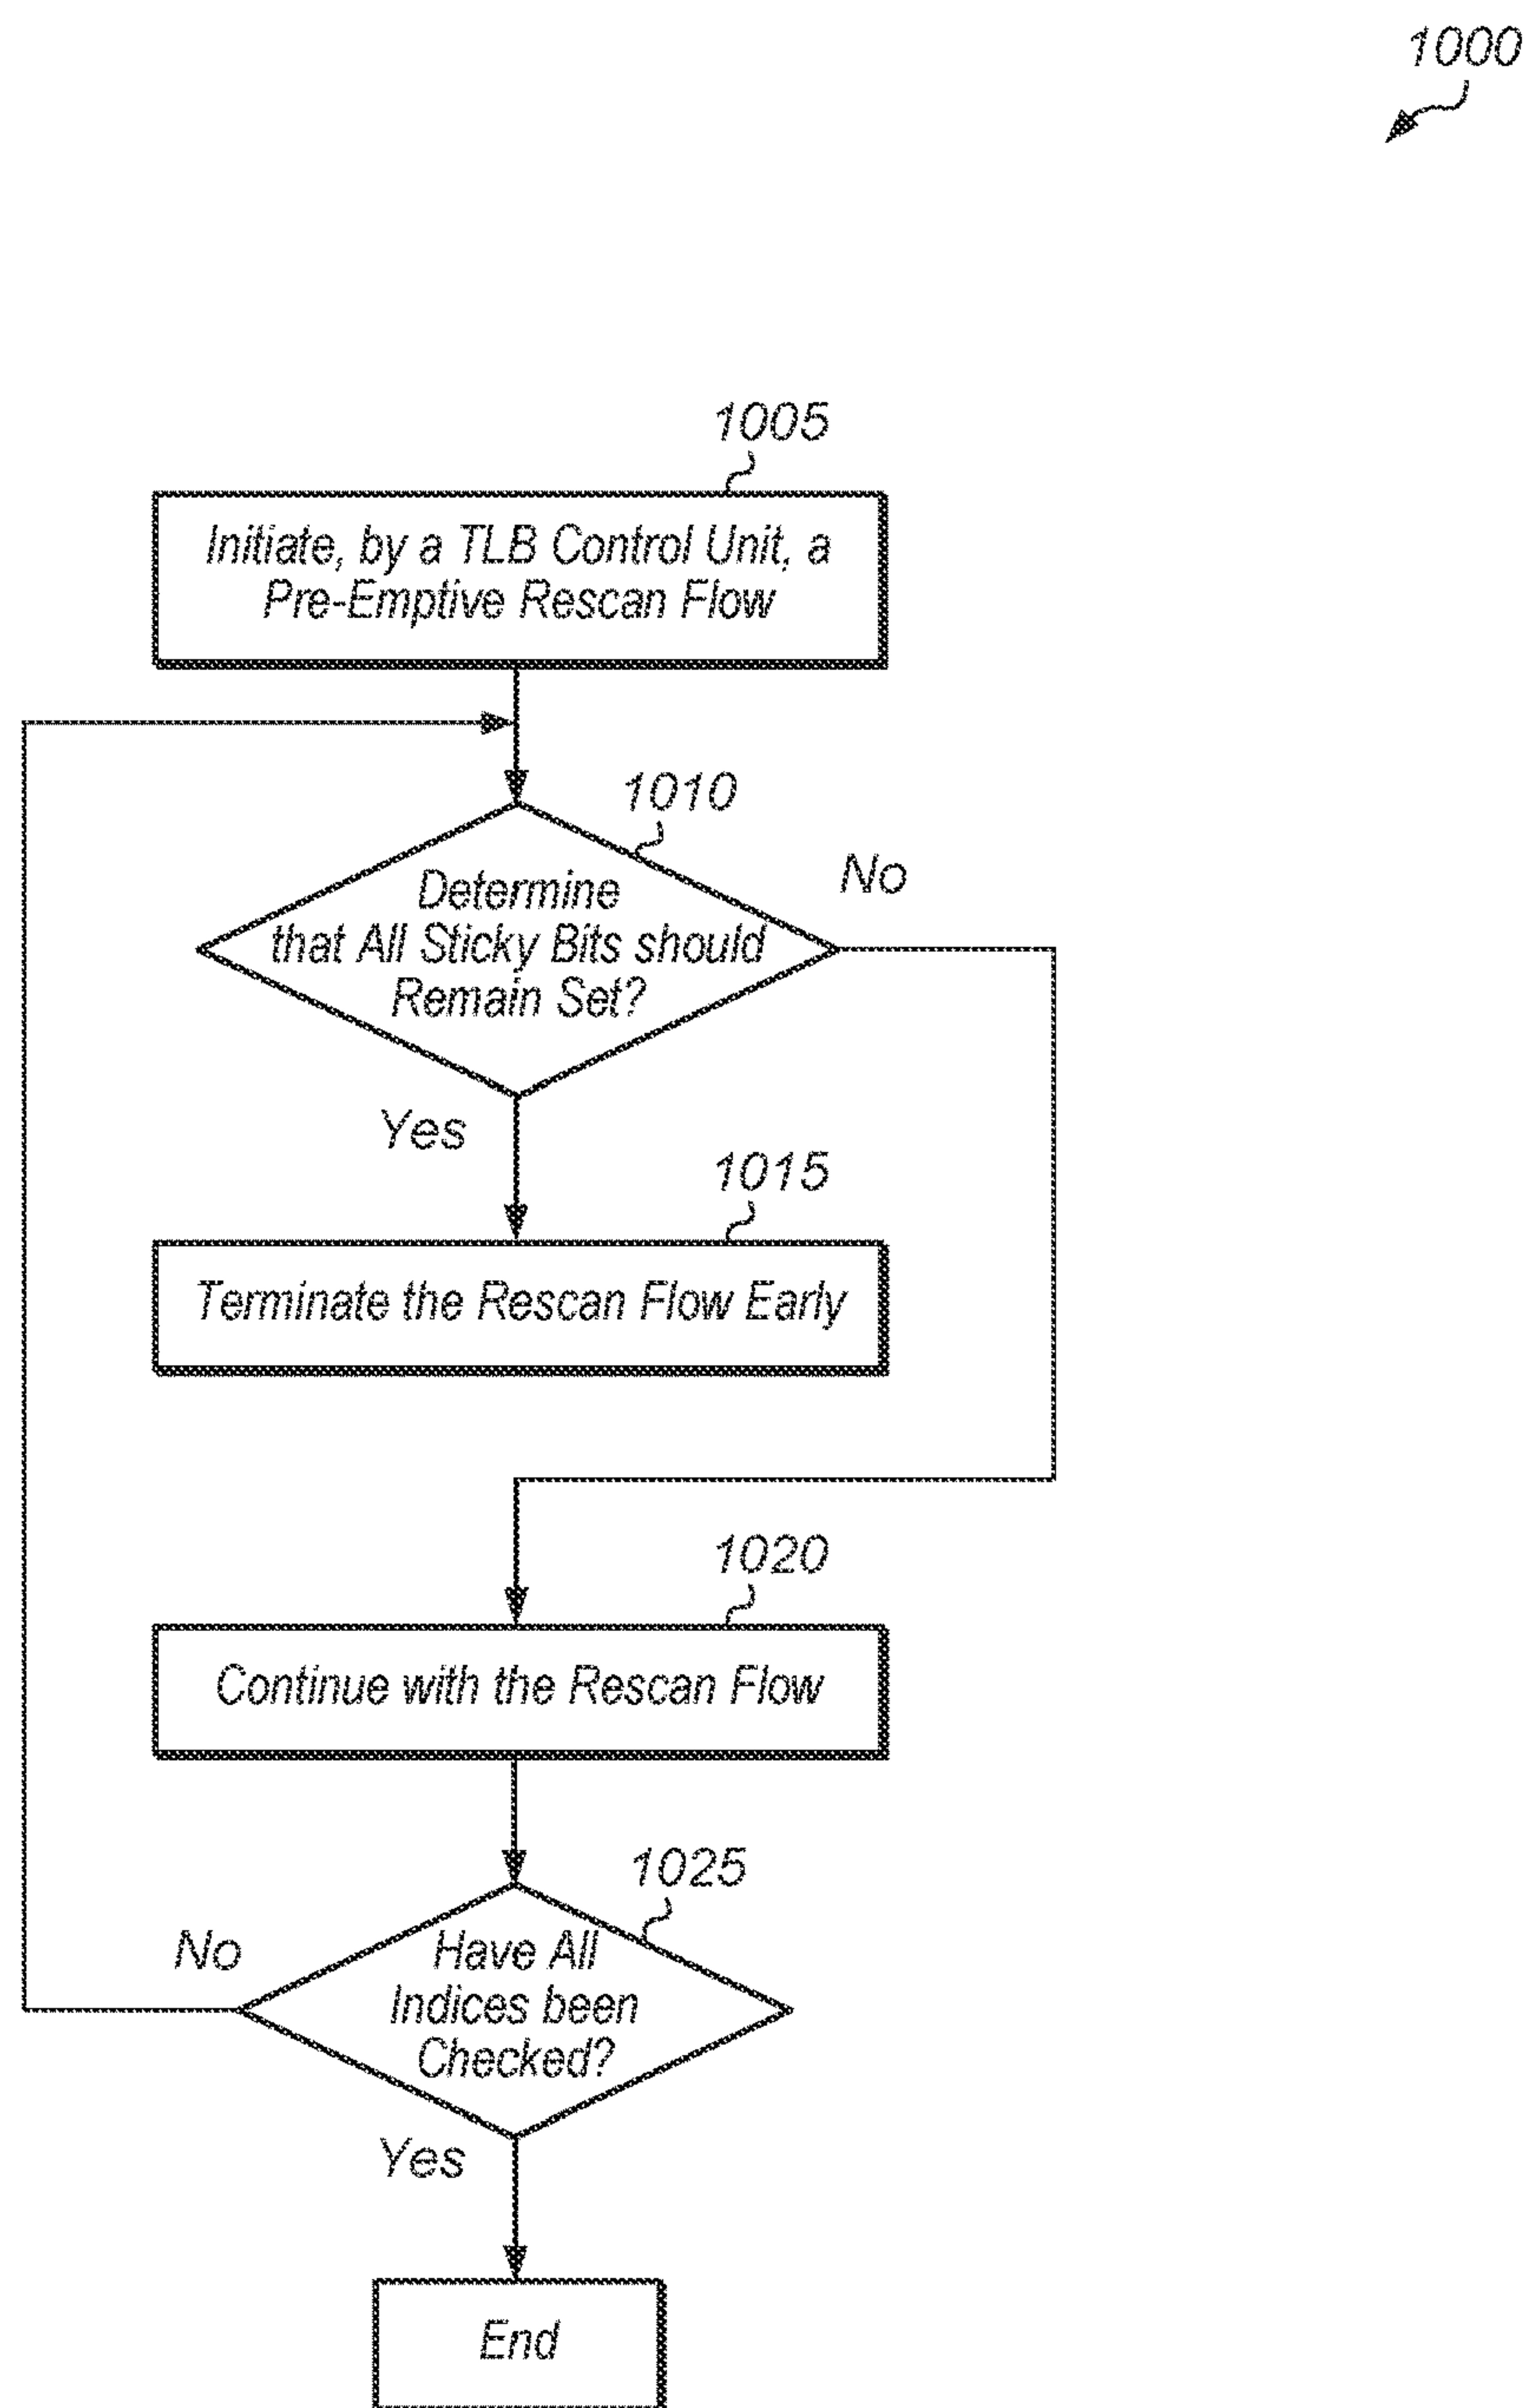 1000
1005
Initiate, by a TLB Control Unit, a
Pre-Emptive Rescan Flow
1010
No
Determine
that All Sticky Bits should
Remain Set?
Yes
1015
Terminate the Rescan Flow Early
1020
Continue with the Rescan Flow
1025
No
Have All
Indices been
Checked?
Yes
End